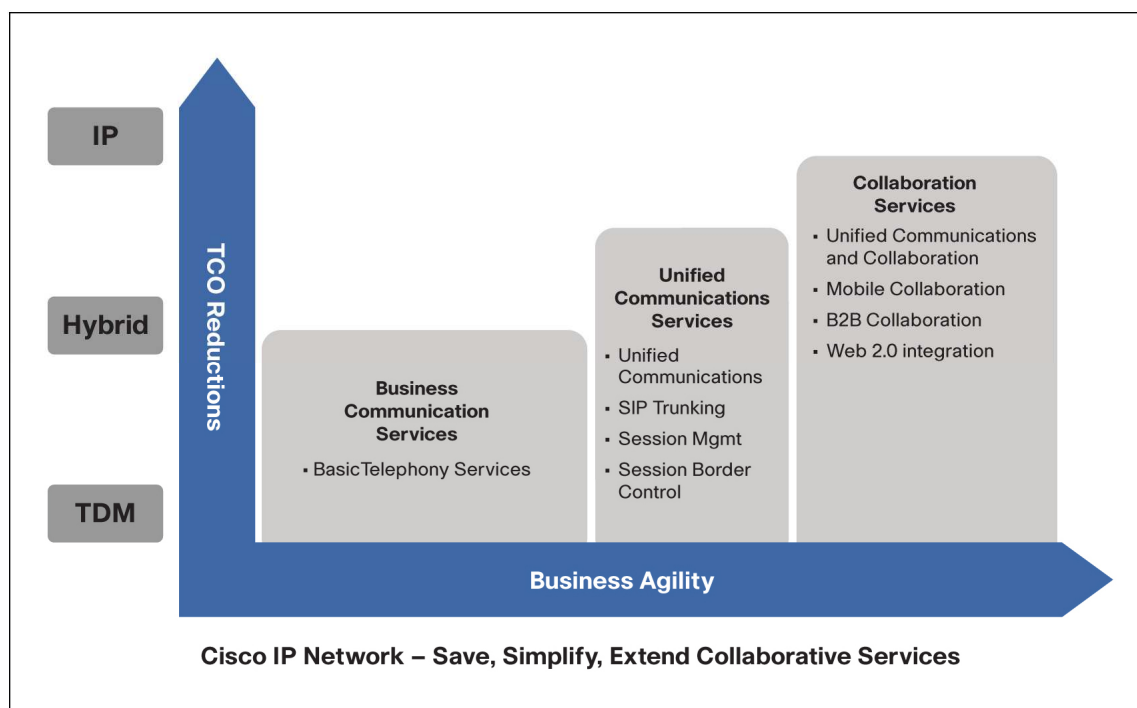 IP
Hybrid
TDM
TCO Reductions
Business
Communication
Services
▪ BasicTelephony Services
Unified
Communications
Services
▪ Unified
Communications
▪ SIP Trunking
▪ Session Mgmt
▪ Session Border
Control
Collaboration
Services
▪ Unified Communications
and Collaboration
▪ Mobile Collaboration
▪ B2B Collaboration
▪ Web 2.0 integration
Business Agility
Cisco IP Network – Save, Simplify, Extend Collaborative Services